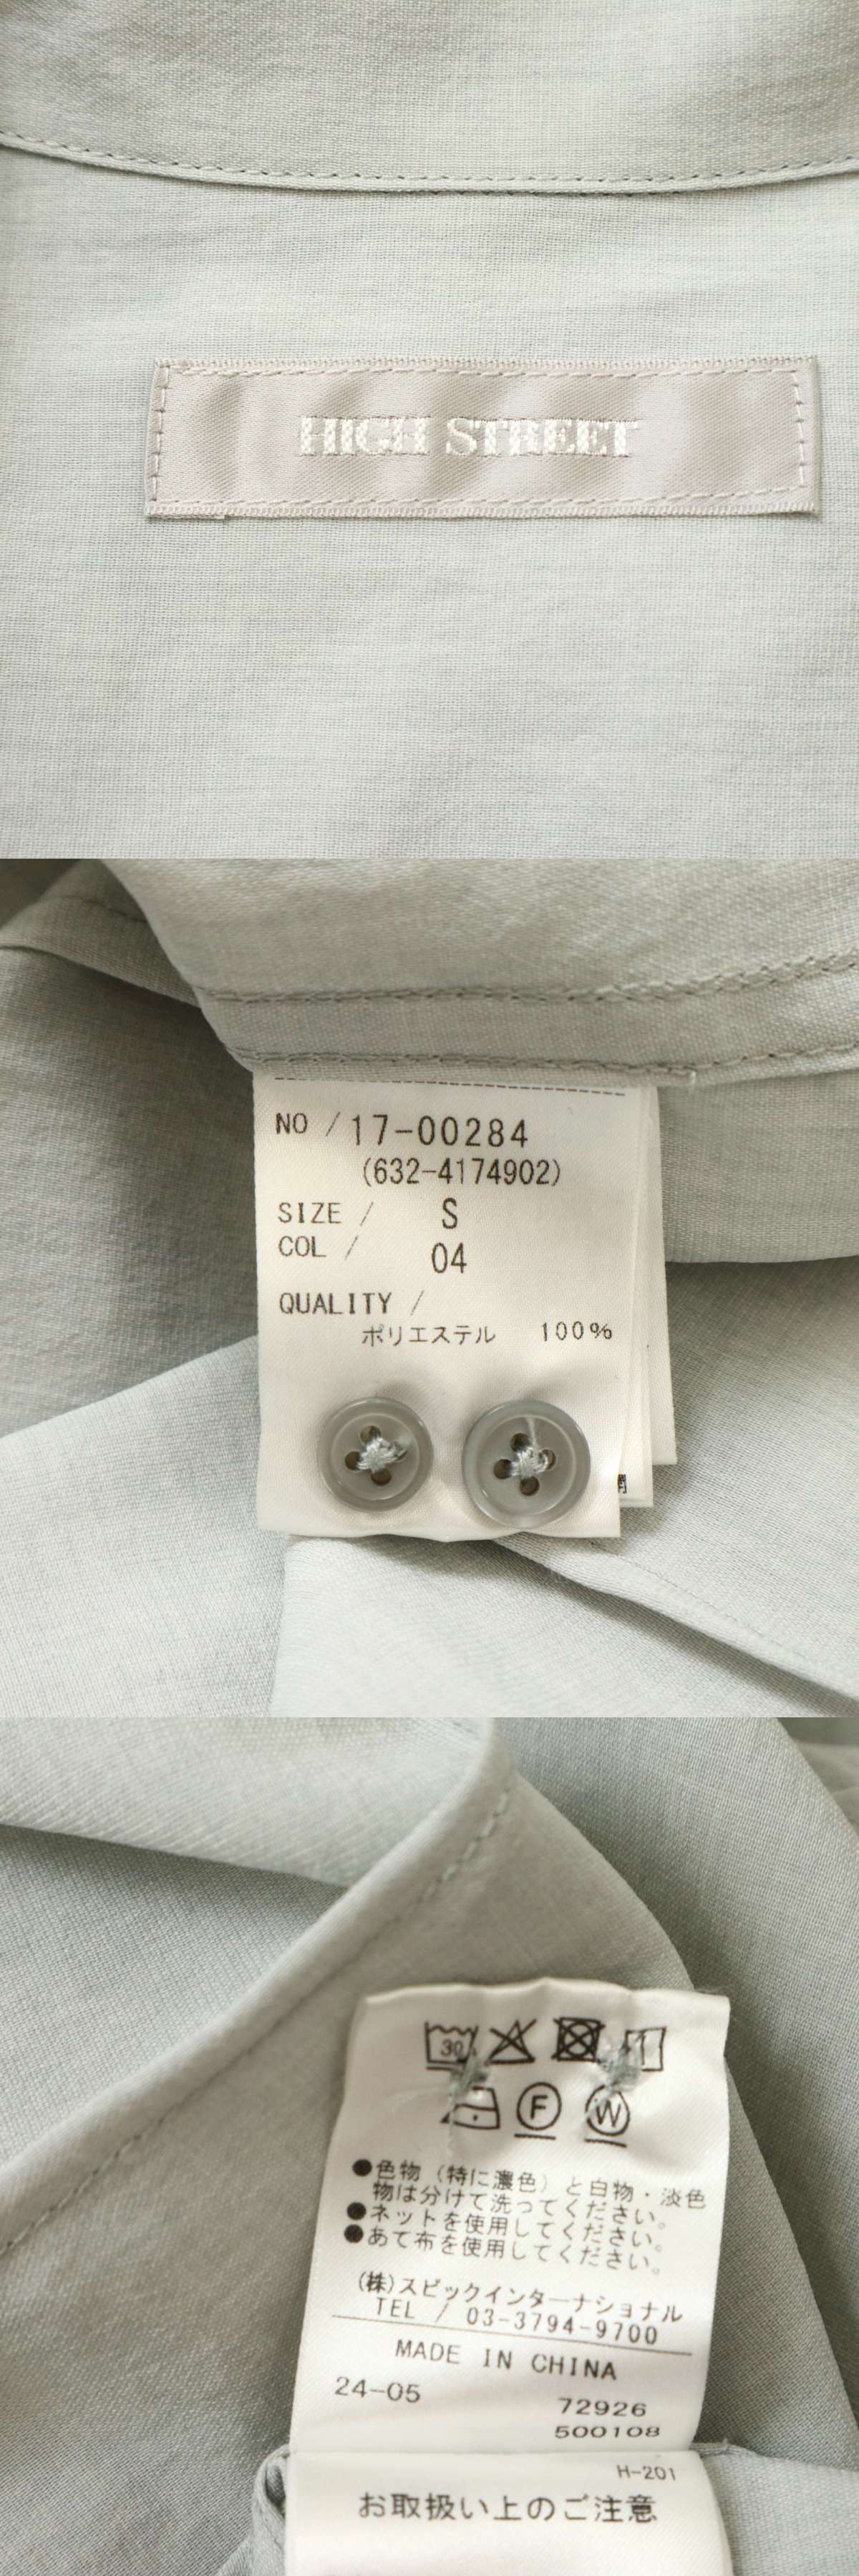 HIGH STREET
NO / 17-00284
(632-4174902)
SIZE / S
COL / 04
QUALITY /
ポリエステル 100%
30
F
W
●色物（特に濃色）と白物・淡色
物は分けて洗ってください。
●ネットを使用してください。
●あて布を使用してください。
(株)スビックインターナショナル
TEL / 03-3794-9700
MADE IN CHINA
24-05 72926
500108
H-201
お取扱い上のご注意